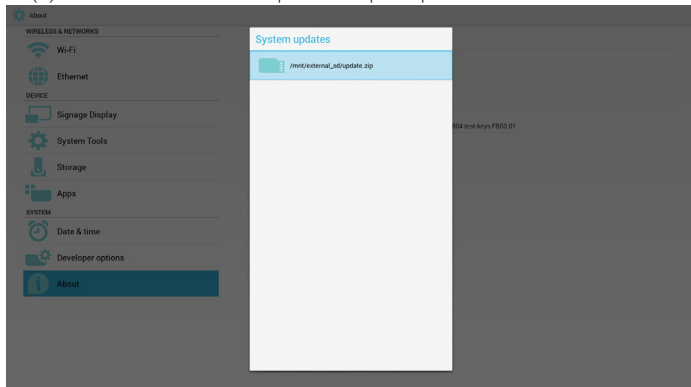 About
WIRELESS & NETWORKS
Wi-Fi
Ethernet
DEVICE
Signage Display
System Tools
Storage
Apps
SYSTEM
Date & time
Developer options
About
System updates
/mnt/external_sd/update.zip
804 test-keys FB03.01